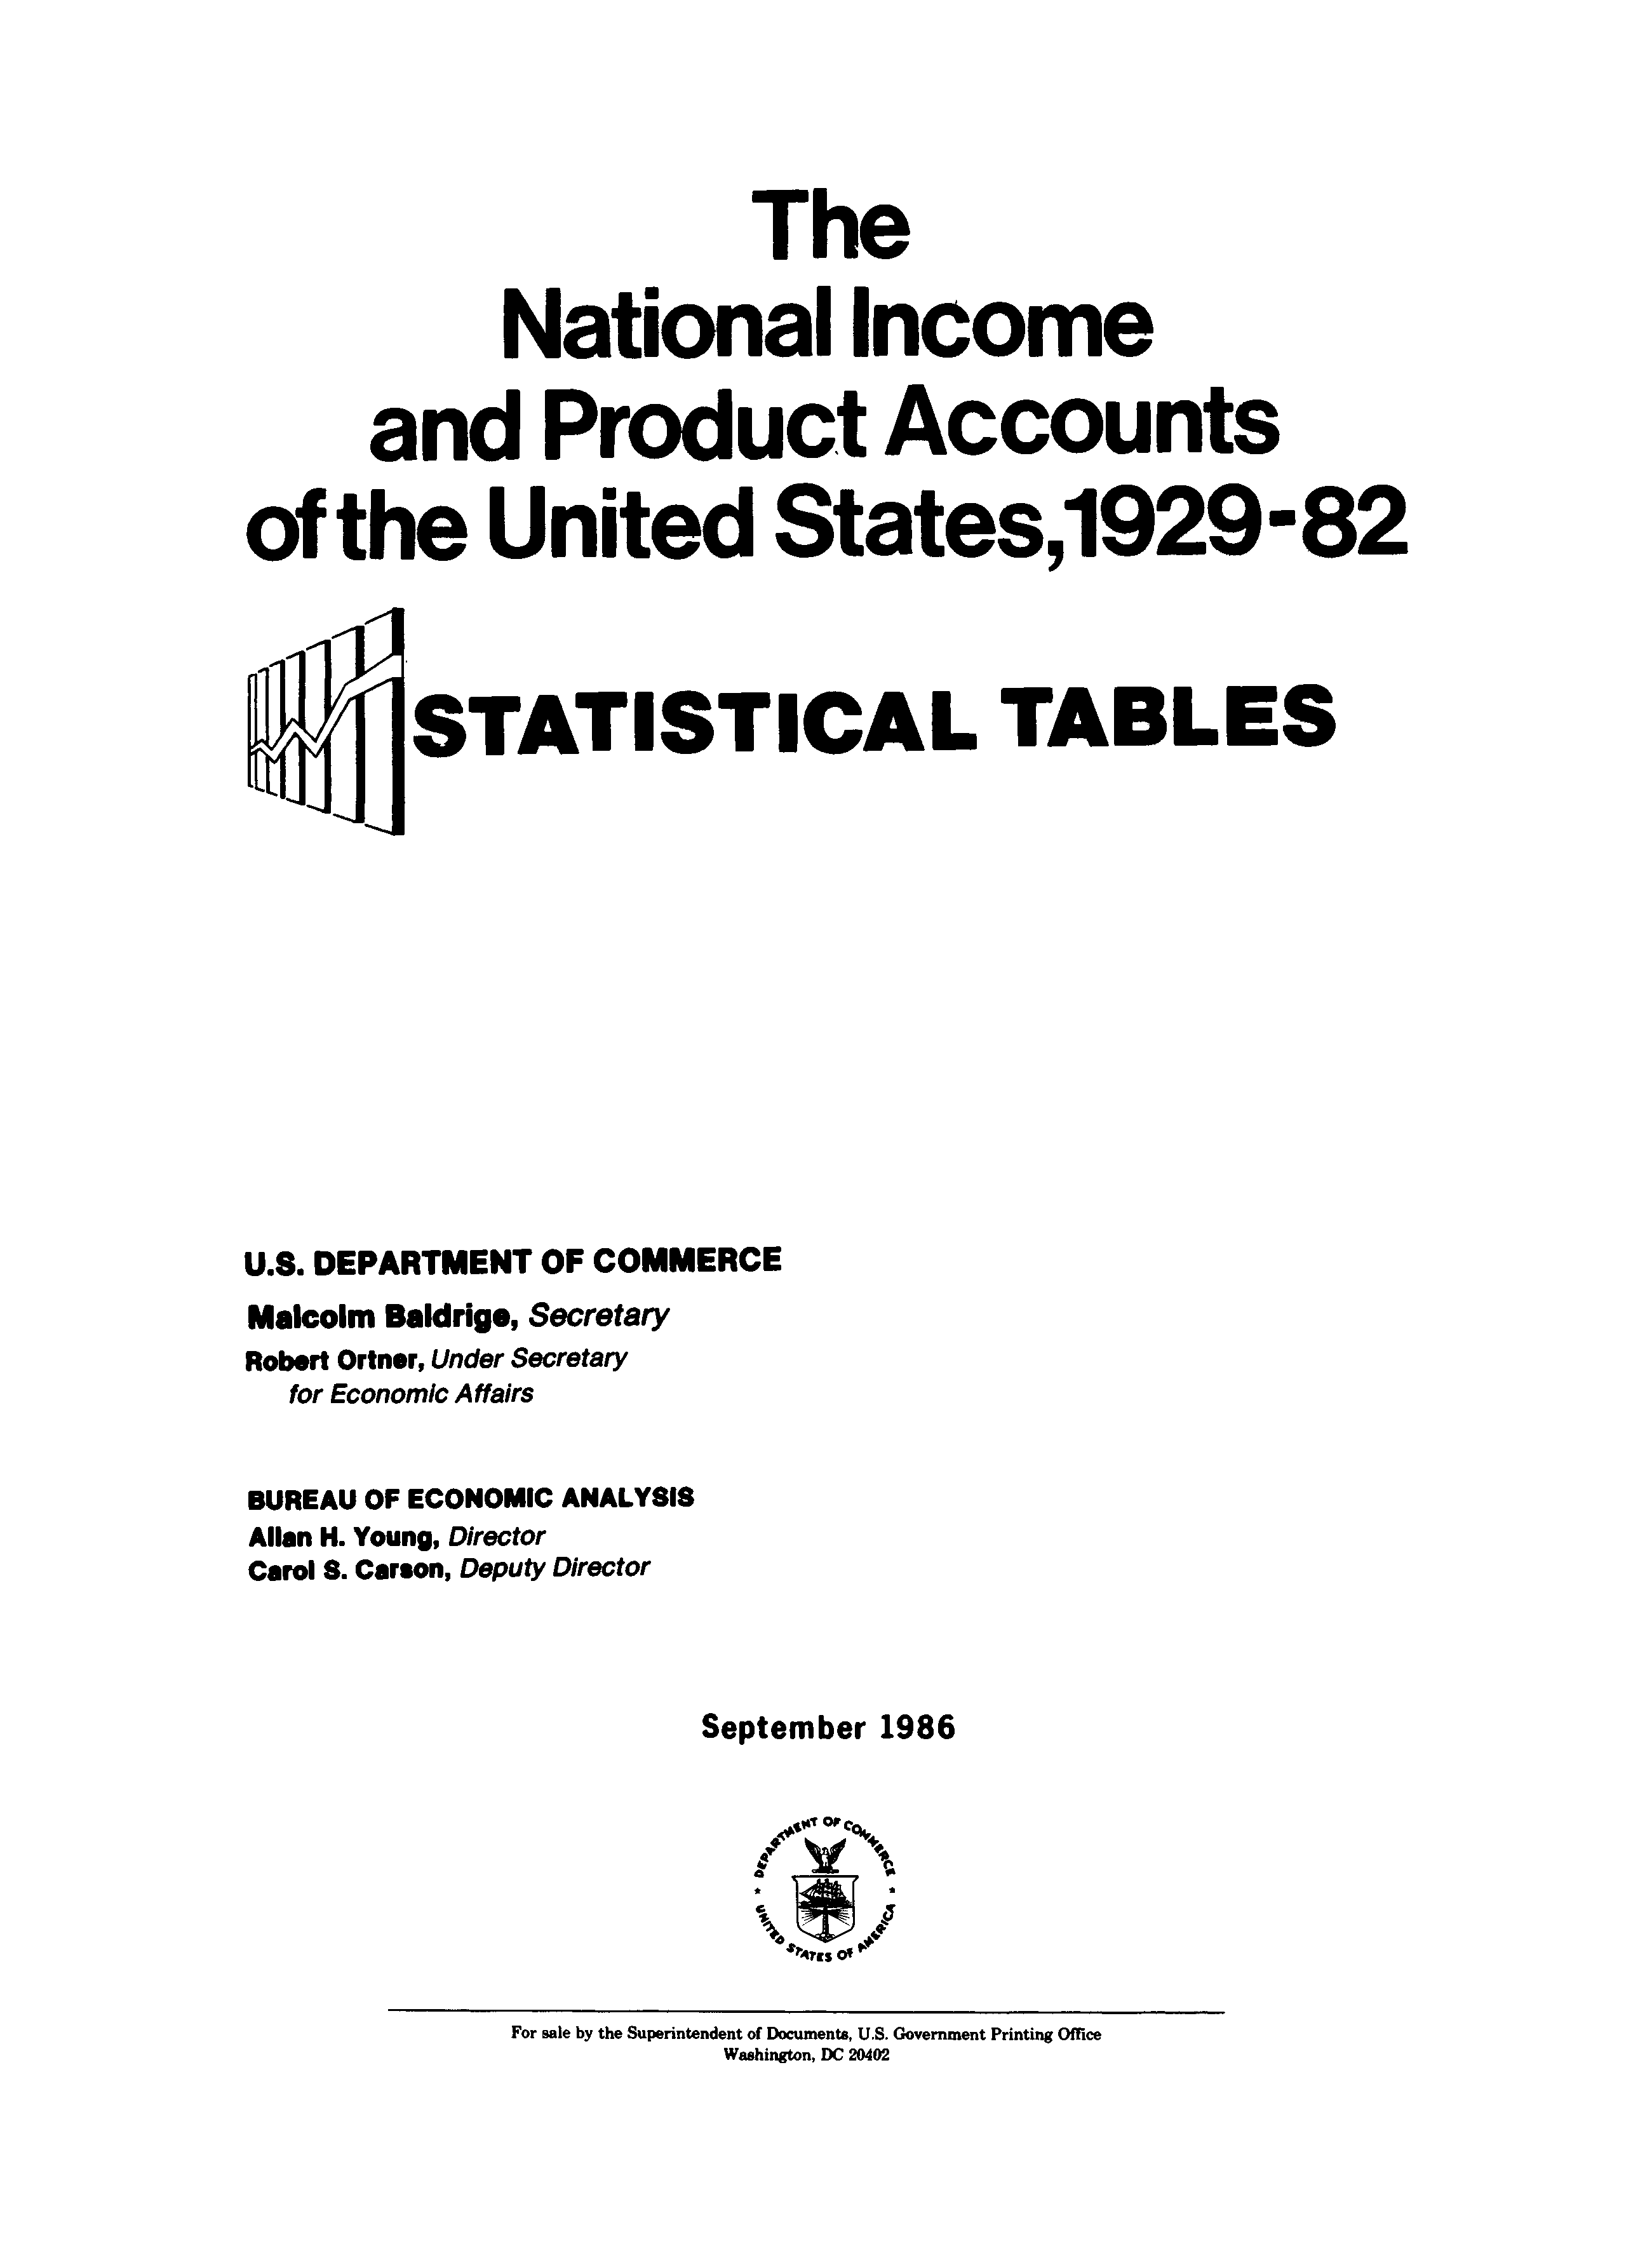 The
National Income
and Product Accounts
of the United States, 1929-82
STATISTICAL TABLES
U.S. DEPARTMENT OF COMMERCE
Malcolm Baldrige, Secretary
Robert Ortner, Under Secretary
for Economic Affairs
BUREAU OF ECONOMIC ANALYSIS
Allan H. Young, Director
Carol S. Carson, Deputy Director
September 1986
DEPARTMENT OF COMMERCE
* UNITED STATES OF AMERICA *
For sale by the Superintendent of Documents, U.S. Government Printing Office
Washington, DC 20402